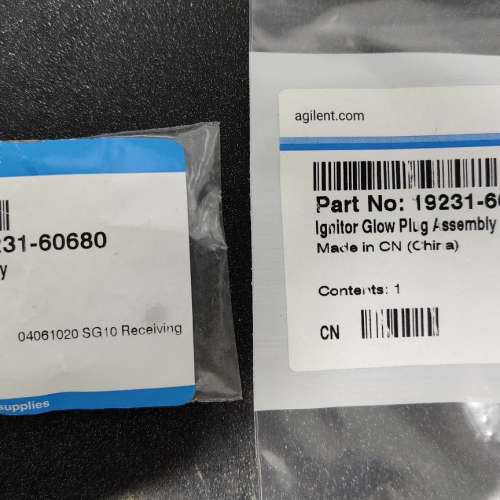 231-60680
y
04061020 SG10 Receiving
supplies
agilent.com
Part No: 19231-6
Ignitor Glow Plug Assembly
Made in CN (China)
Contents: 1
CN